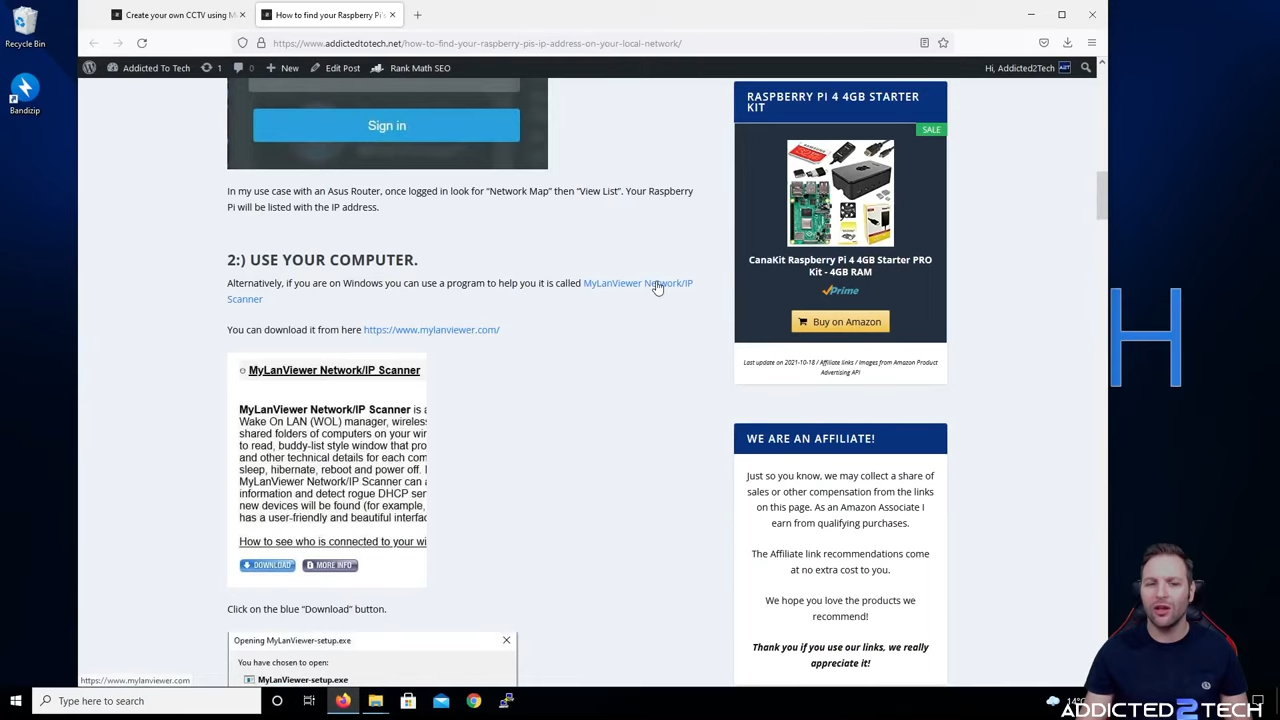 Recycle Bin
Bandizip
Create your own CCTV using M
How to find your Raspberry Pi's
https://www.addictedtotech.net/how-to-find-your-raspberry-pis-ip-address-on-your-local-network/
Addicted To Tech
1
0
New
Edit Post
Rank Math SEO
Hi, Addicted2Tech
Sign in
In my use case with an Asus Router, once logged in look for “Network Map” then “View List”. Your Raspberry
Pi will be listed with the IP address.
2:) USE YOUR COMPUTER.
Alternatively, if you are on Windows you can use a program to help you it is called MyLanViewer Network/IP
Scanner
You can download it from here https://www.mylanviewer.com/
MyLanViewer Network/IP Scanner
MyLanViewer Network/IP Scanner is a
Wake On LAN (WOL) manager, wireles
shared folders of computers on your wir
to read, buddy-list style window that pro
and other technical details for each com
sleep, hibernate, reboot and power off. I
MyLanViewer Network/IP Scanner can a
information and detect rogue DHCP ser
new devices will be found (for example,
has a user-friendly and beautiful interfac
How to see who is connected to your wi
DOWNLOAD
MORE INFO
Click on the blue “Download” button.
Opening MyLanViewer-setup.exe
You have chosen to open:
MyLanViewer-setup.exe
https://www.mylanviewer.com
RASPBERRY PI 4 4GB STARTER
KIT
SALE
CanaKit Raspberry Pi 4 4GB Starter PRO
Kit - 4GB RAM
Prime
Buy on Amazon
Last update on 2021-10-18 / Affiliate links / Images from Amazon Product
Advertising API
WE ARE AN AFFILIATE!
Just so you know, we may collect a share of
sales or other compensation from the links
on this page. As an Amazon Associate I
earn from qualifying purchases.
The Affiliate link recommendations come
at no extra cost to you.
We hope you love the products we
recommend!
Thank you if you use our links, we really
appreciate it!
H
Type here to search
14°C
ADDICTED2TECH